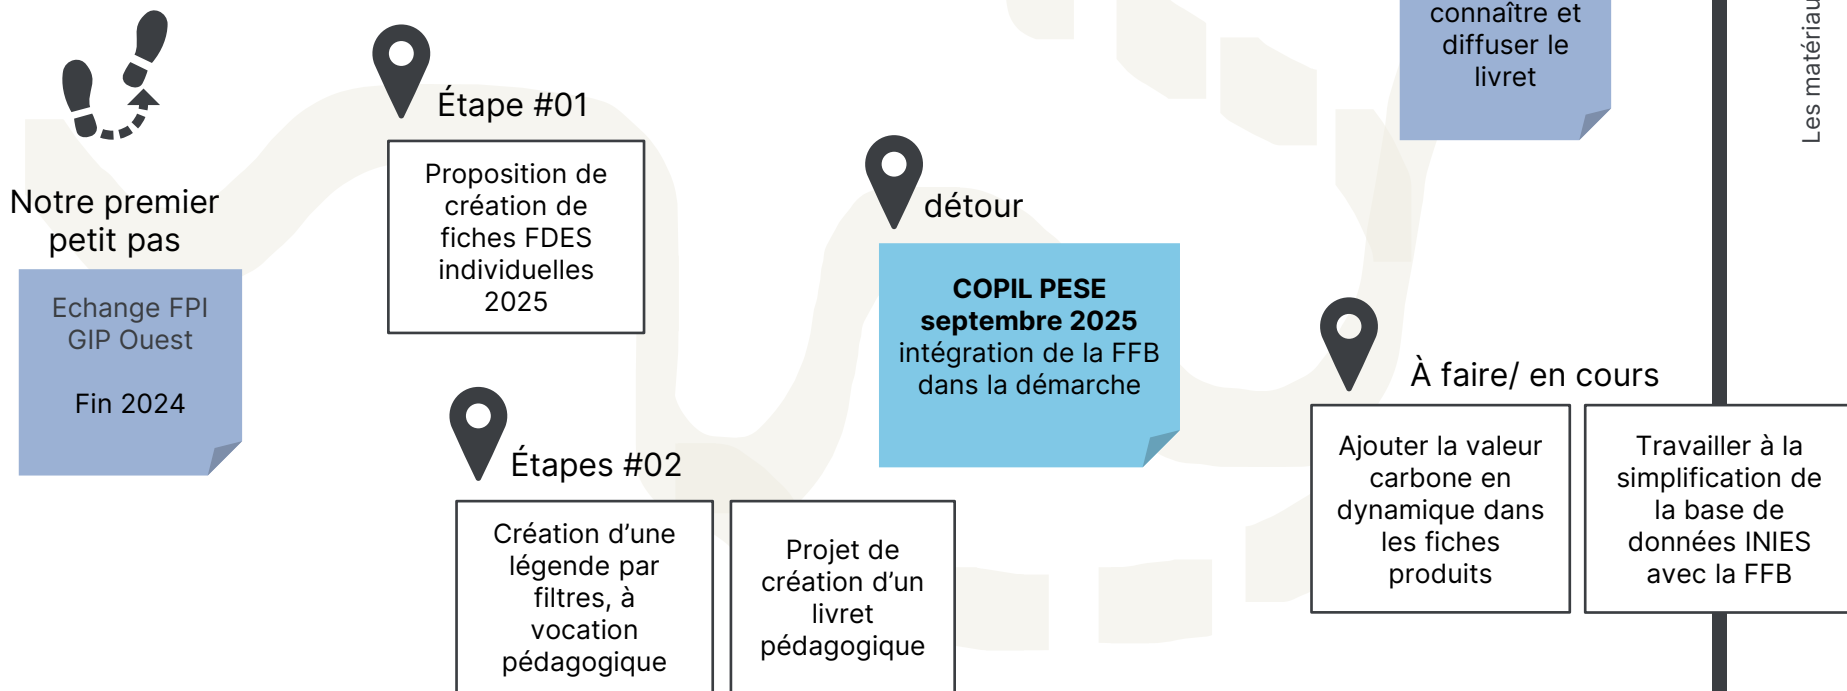 Notre premier
petit pas
Echange FPI
GIP Ouest
Fin 2024
Étape #01
Proposition de
création de
fiches FDES
individuelles
2025
Étapes #02
Création d’une
légende par
filtres, à
vocation
pédagogique
Projet de
création d’un
livret
pédagogique
détour
COPIL PESE
septembre 2025
intégration de la FFB
dans la démarche
À faire/ en cours
Ajouter la valeur
carbone en
dynamique dans
les fiches
produits
Travailler à la
simplification de
la base de
données INIES
avec la FFB
connaître et
diffuser le
livret
Les matériau